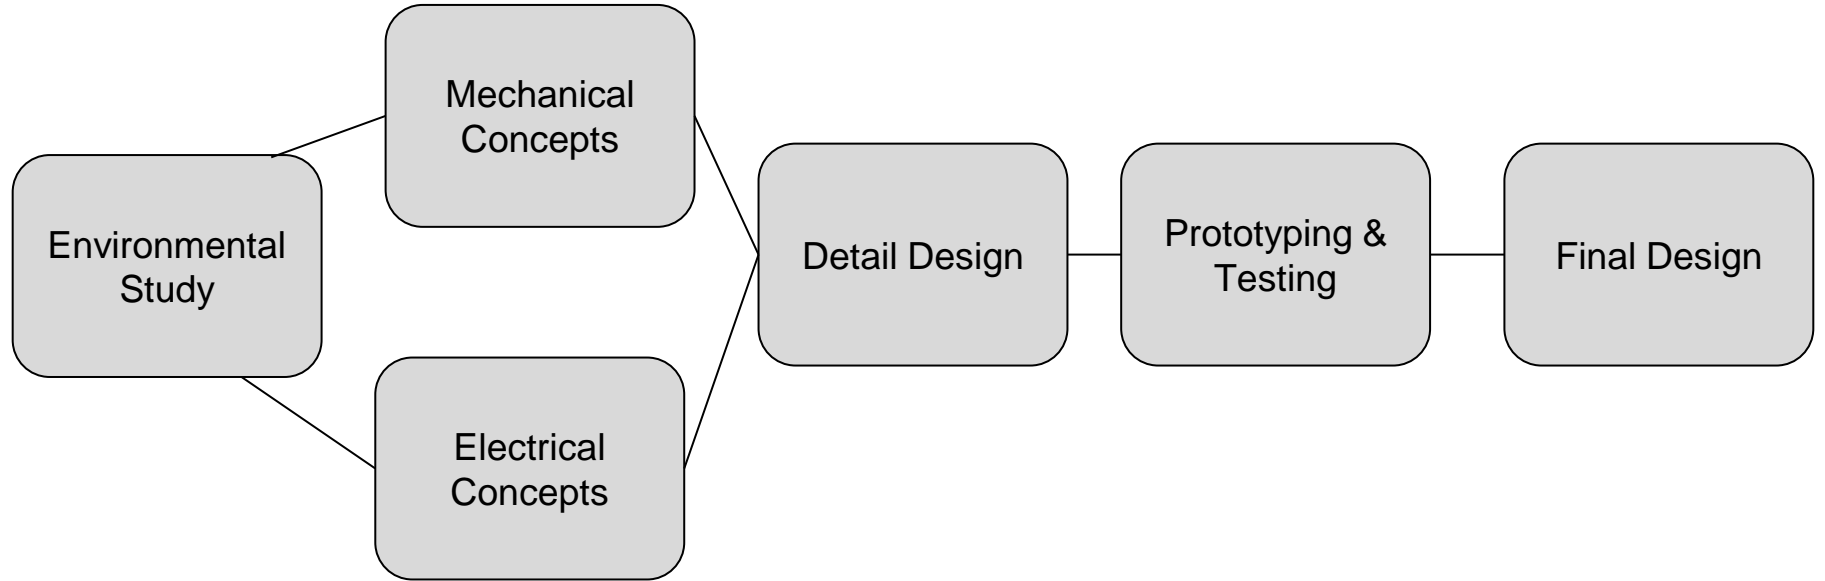 Environmental
Study
Mechanical
Concepts
Electrical
Concepts
Detail Design
Prototyping &
Testing
Final Design